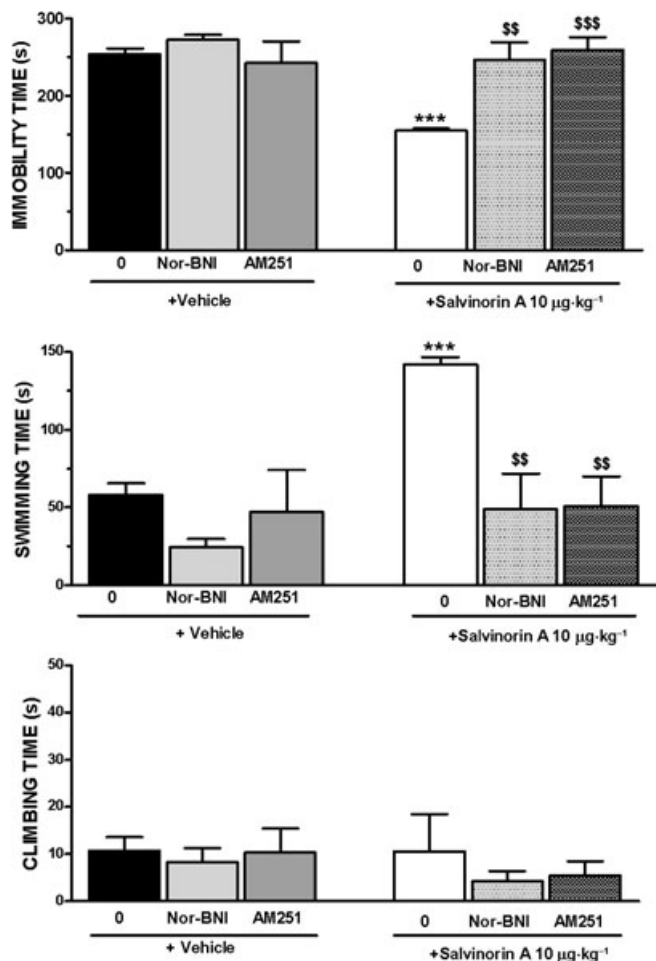 IMMOBILITY TIME (s)
300
200
100
0
***
$$
$$$
0 Nor-BNI AM251 0 Nor-BNI AM251
+Vehicle +Salvinorin A 10 µg·kg⁻¹
SWIMMING TIME (s)
150
100
50
0
***
$$ $$
0 Nor-BNI AM251 0 Nor-BNI AM251
+ Vehicle +Salvinorin A 10 µg·kg⁻¹
CLIMBING TIME (s)
50
40
30
20
10
0
0 Nor-BNI AM251 0 Nor-BNI AM251
+ Vehicle +Salvinorin A 10 µg·kg⁻¹